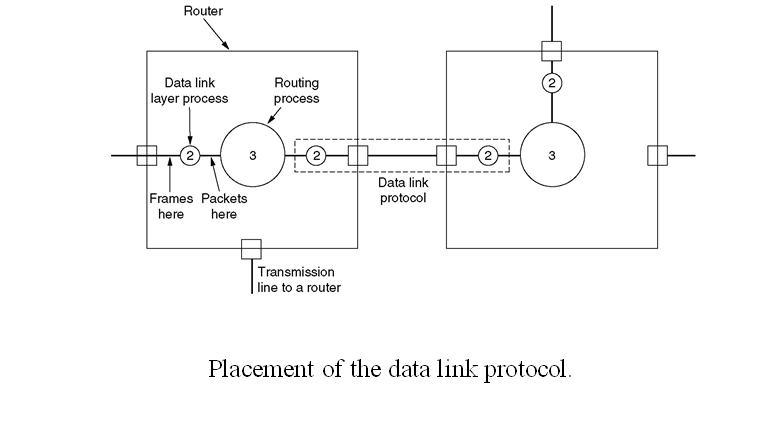 Router
Data link
layer process
Routing
process
2
3
2
2
3
2
Frames
here
Packets
here
Data link
protocol
Transmission
line to a router
Placement of the data link protocol.